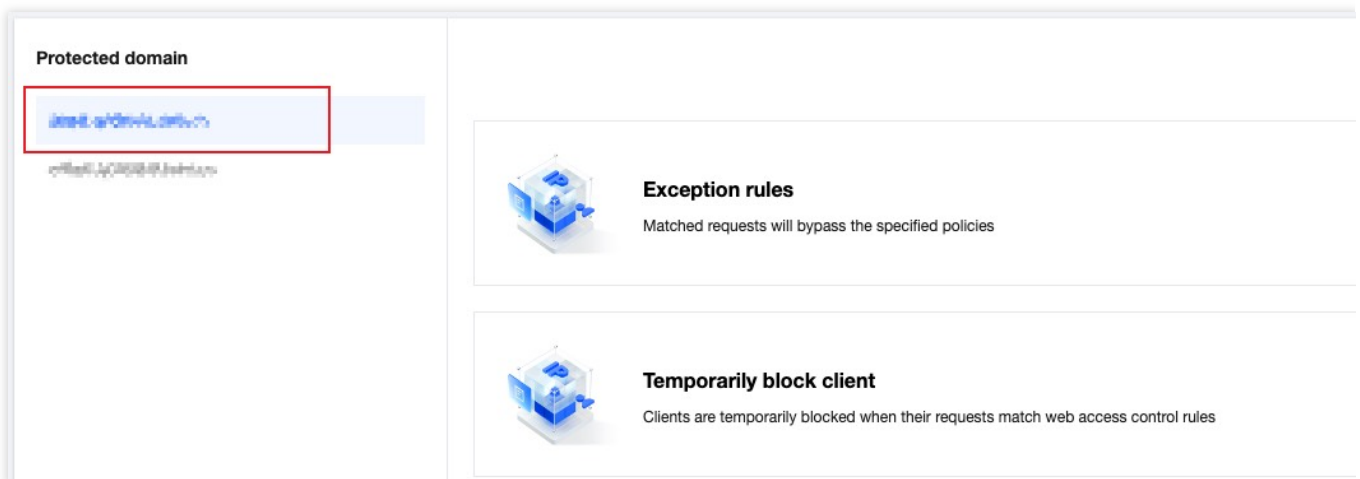 Protected domain
Exception rules
Matched requests will bypass the specified policies
Temporarily block client
Clients are temporarily blocked when their requests match web access control rules